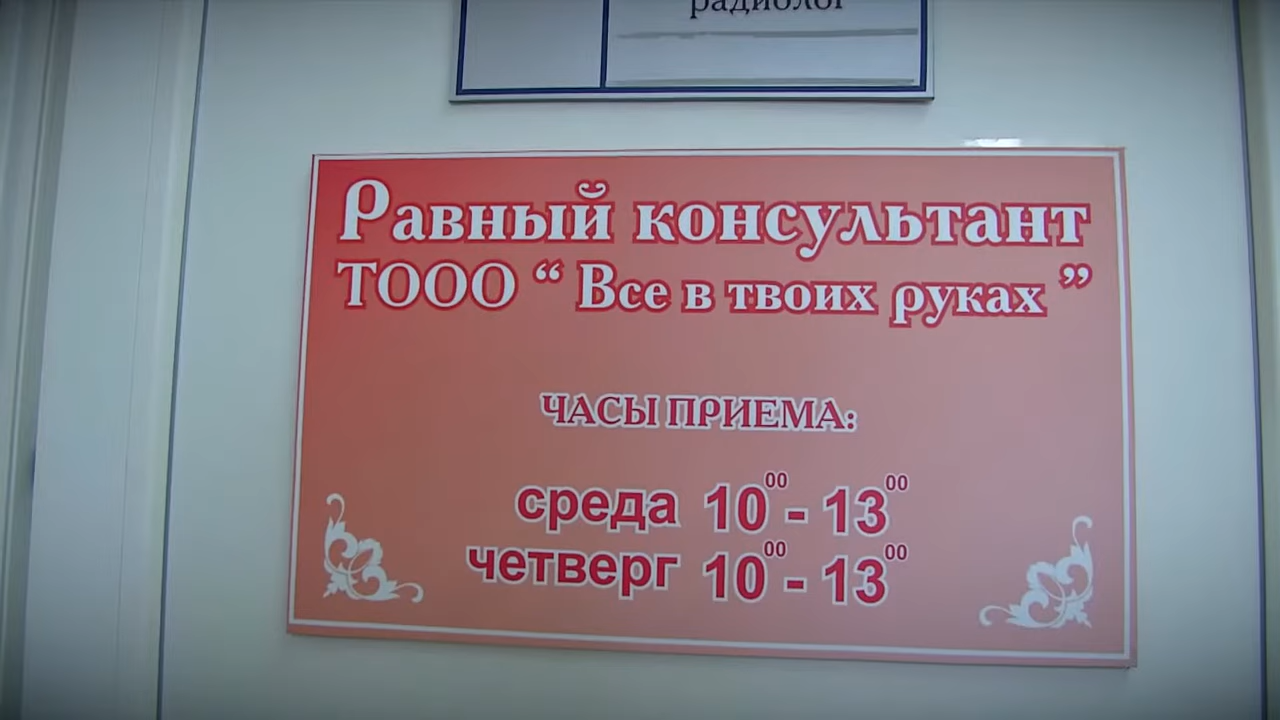 радиолог
Равный консультант
ТООО “ Все в твоих руках ”
ЧАСЫ ПРИЕМА:
среда 10⁰⁰ - 13⁰⁰
четверг 10⁰⁰ - 13⁰⁰